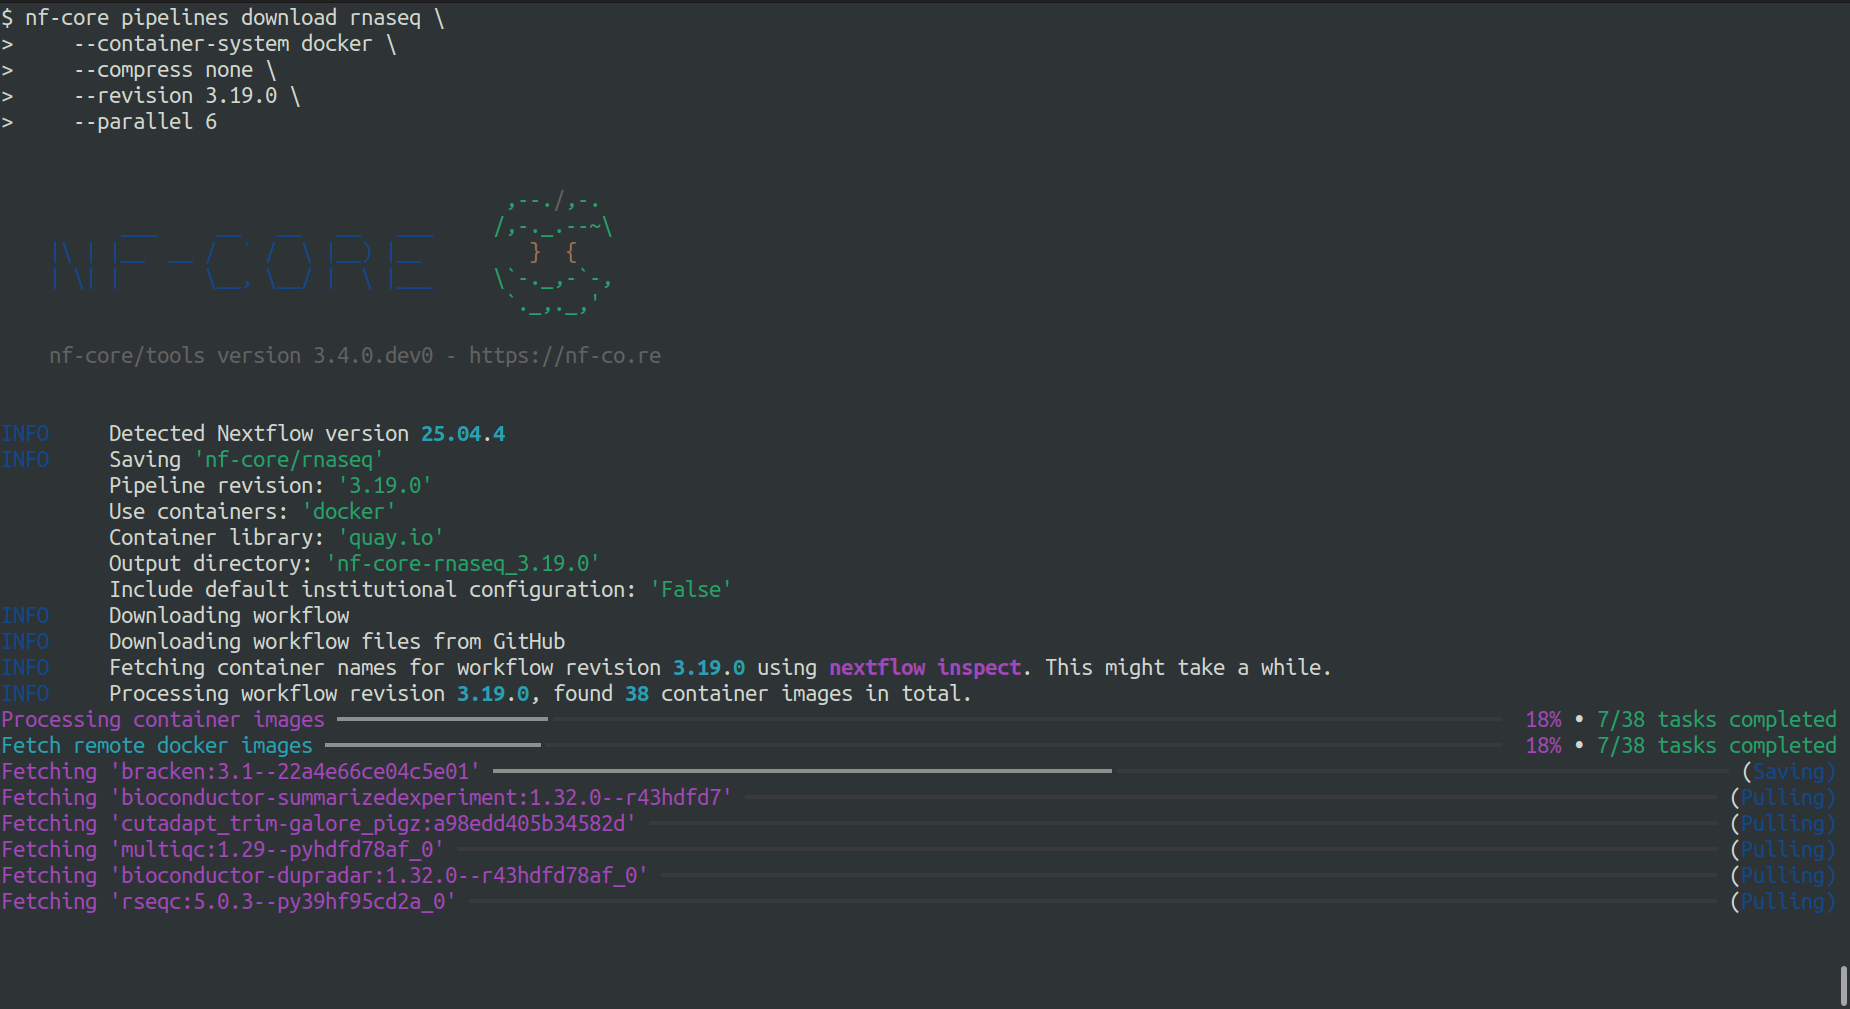 $ nf-core pipelines download rnaseq \
>     --container-system docker \
>     --compress none \
>     --revision 3.19.0 \
>     --parallel 6
                                          ,--./,-.
          ___     __   __   __   ___     /,-._.--~\
    |\ | |__  __ /  ` /  \ |__) |__         }  {
    | \| |       \__, \__/ |  \ |___     \`-._,-`-,
                                          `._,._,'
    nf-core/tools version 3.4.0.dev0 - https://nf-co.re
INFO     Detected Nextflow version 25.04.4
INFO     Saving 'nf-core/rnaseq'
         Pipeline revision: '3.19.0'
         Use containers: 'docker'
         Container library: 'quay.io'
         Output directory: 'nf-core-rnaseq_3.19.0'
         Include default institutional configuration: 'False'
INFO     Downloading workflow
INFO     Downloading workflow files from GitHub
INFO     Fetching container names for workflow revision 3.19.0 using nextflow inspect. This might take a while.
INFO     Processing workflow revision 3.19.0, found 38 container images in total.
Processing container images 18% • 7/38 tasks completed
Fetch remote docker images 18% • 7/38 tasks completed
Fetching 'bracken:3.1--22a4e66ce04c5e01' (Saving)
Fetching 'bioconductor-summarizedexperiment:1.32.0--r43hdfd7' (Pulling)
Fetching 'cutadapt_trim-galore_pigz:a98edd405b34582d' (Pulling)
Fetching 'multiqc:1.29--pyhdfd78af_0' (Pulling)
Fetching 'bioconductor-dupradar:1.32.0--r43hdfd78af_0' (Pulling)
Fetching 'rseqc:5.0.3--py39hf95cd2a_0' (Pulling)